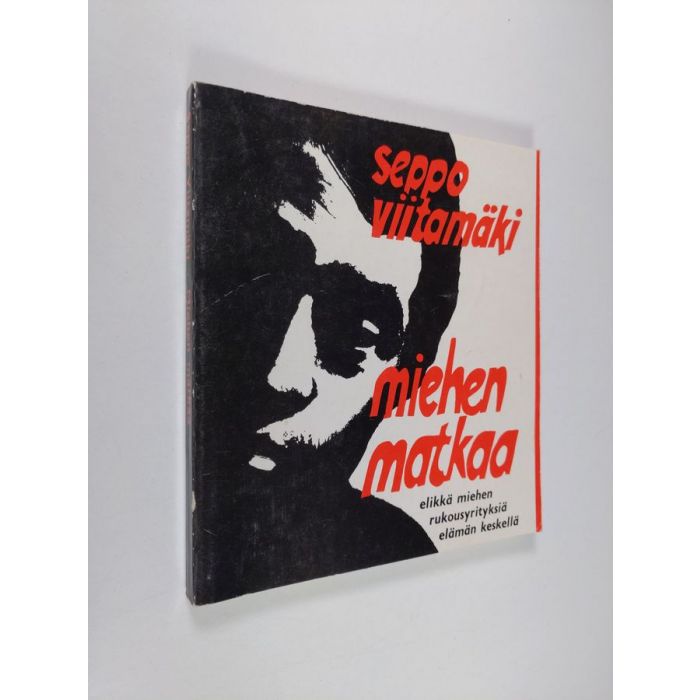 seppo
viitamäki
miehen
matkaa
elikkä miehen
rukousyrityksiä
elämän keskellä